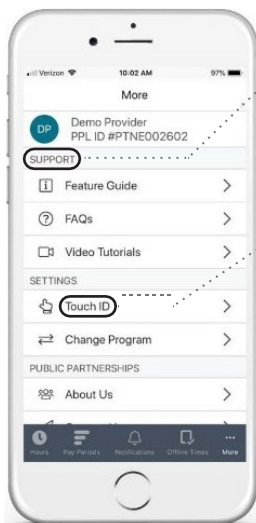 Verizon 10:02 AM 97%
More
DP
Demo Provider
PPL ID #PTNE002602
SUPPORT
Feature Guide
FAQs
Video Tutorials
SETTINGS
Touch ID
Change Program
PUBLIC PARTNERSHIPS
About Us
Hours Pay Periods Notifications Offline Times More